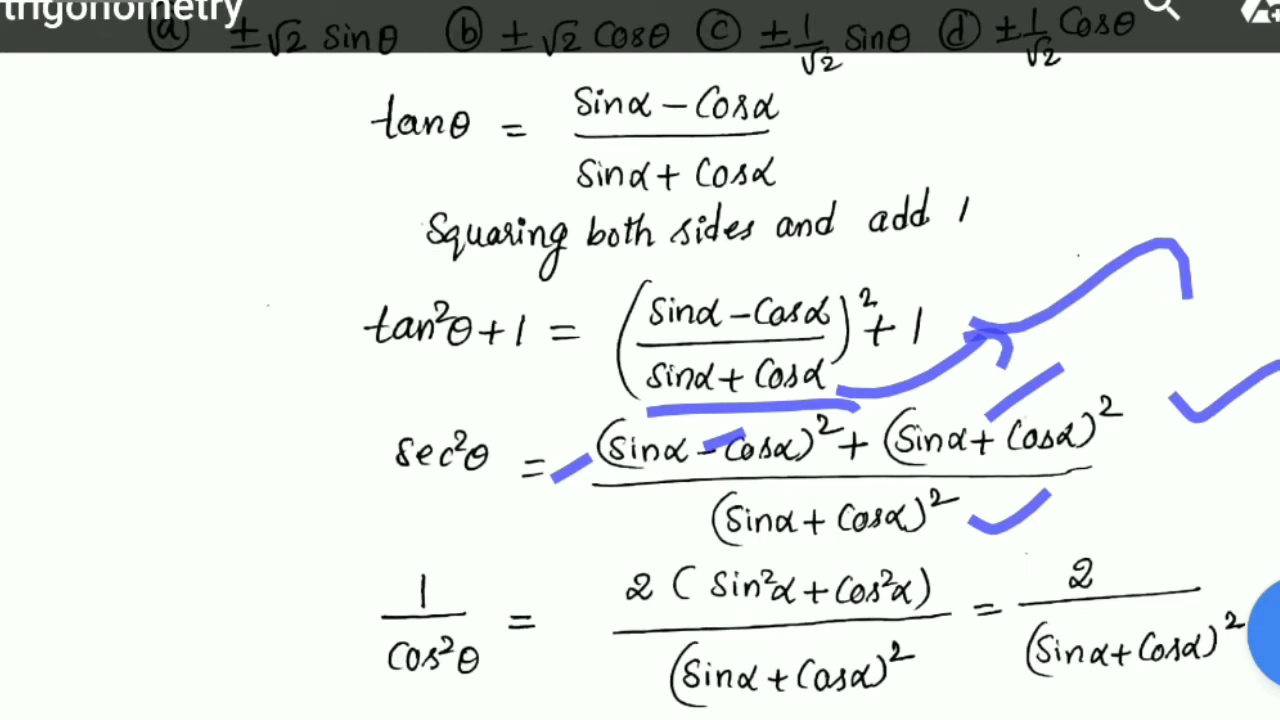 trigonometry
(a) ±√2 Sinθ (b) ±√2 Cosθ (c) ±1/√2 Sinθ (d) ±1/√2 Cosθ
tanθ = (Sinα − Cosα)/(Sinα + Cosα)
Squaring both sides and add 1
tan²θ + 1 = ((Sinα − Cosα)/(Sinα + Cosα))² + 1
sec²θ = ((Sinα − Cosα)² + (Sinα + Cosα)²)/(Sinα + Cosα)²
1/Cos²θ = 2 (Sin²α + Cos²α)/(Sinα + Cosα)² = 2/(Sinα + Cosα)²